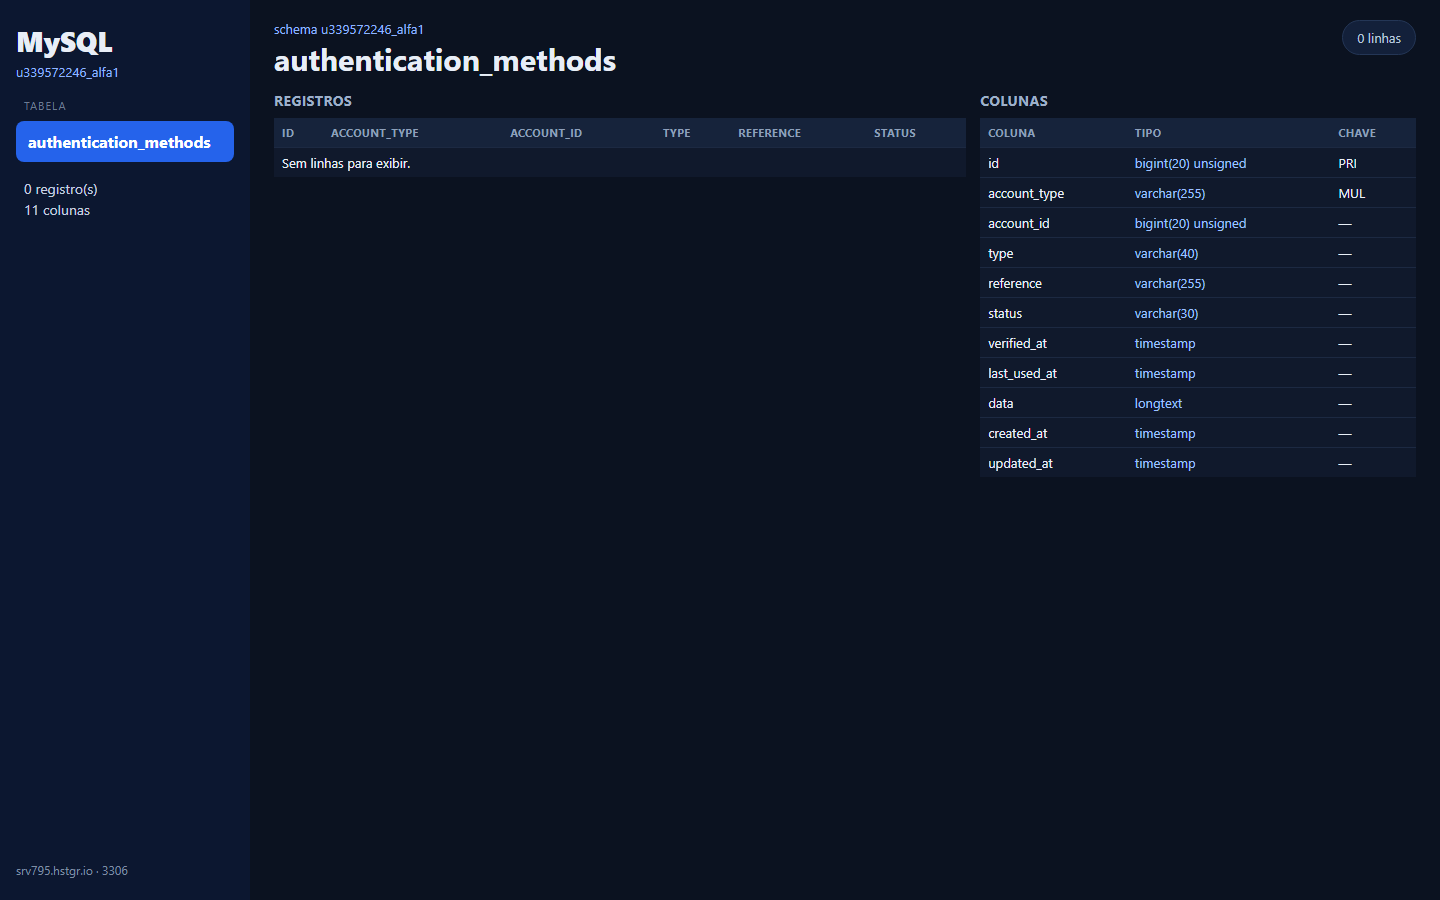 MySQL
u339572246_alfa1
TABELA
authentication_methods
0 registro(s)
11 colunas
srv795.hstgr.io · 3306
schema u339572246_alfa1
authentication_methods
0 linhas
REGISTROS
ID ACCOUNT_TYPE ACCOUNT_ID TYPE REFERENCE STATUS
Sem linhas para exibir.
COLUNAS
COLUNA TIPO CHAVE
id bigint(20) unsigned PRI
account_type varchar(255) MUL
account_id bigint(20) unsigned —
type varchar(40) —
reference varchar(255) —
status varchar(30) —
verified_at timestamp —
last_used_at timestamp —
data longtext —
created_at timestamp —
updated_at timestamp —